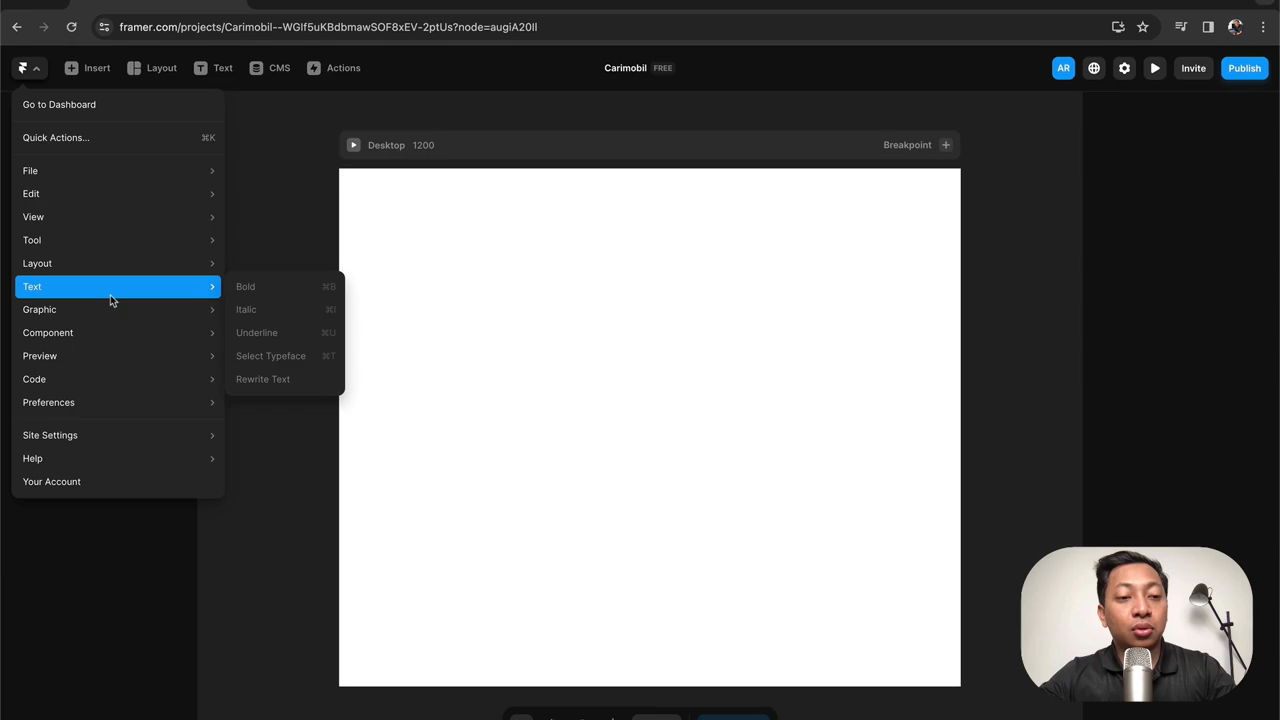 framer.com/projects/Carimobil--WGIf5uKBdbmawSOF8xEV-2ptUs?node=augiA20Il
Insert Layout Text CMS Actions Carimobil FREE AR Invite Publish
Go to Dashboard
Quick Actions... ⌘K
File
Edit
View
Tool
Layout
Text
Graphic
Component
Preview
Code
Preferences
Site Settings
Help
Your Account
Bold ⌘B
Italic ⌘I
Underline ⌘U
Select Typeface ⌘T
Rewrite Text
Desktop 1200 Breakpoint